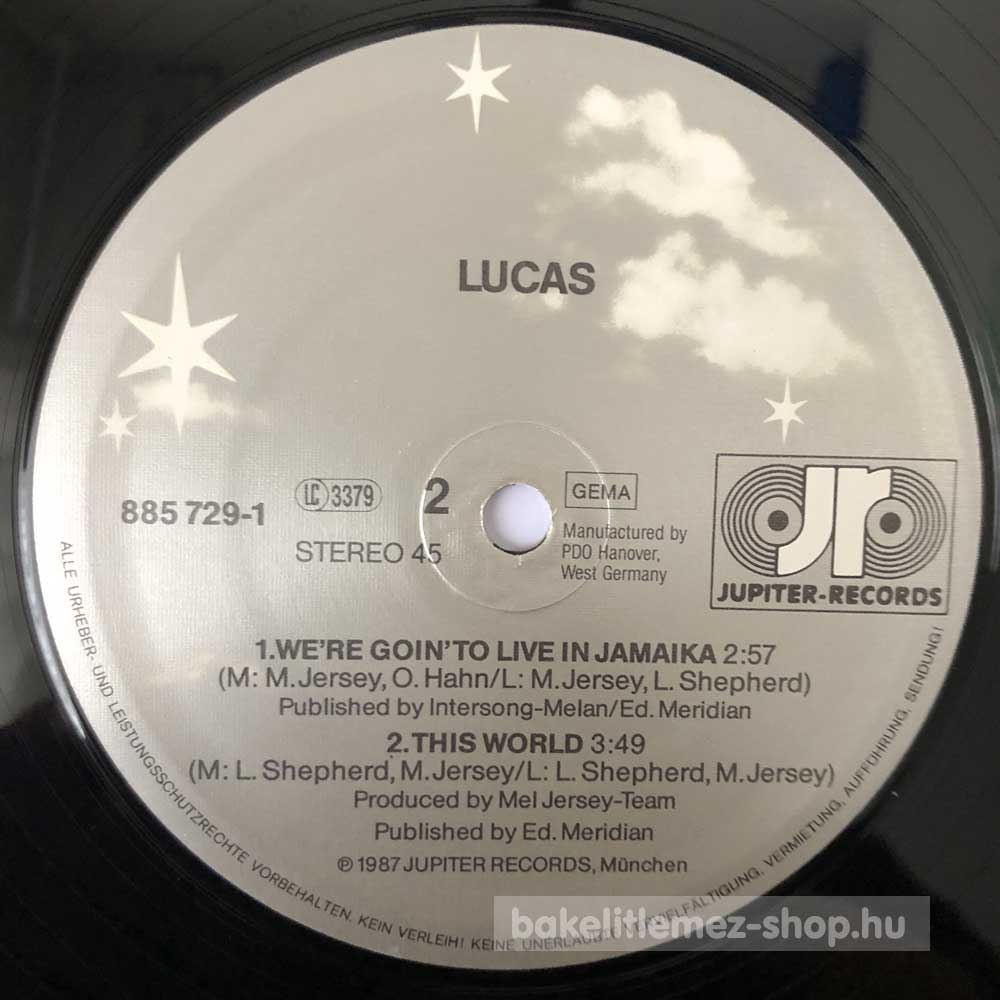 LUCAS
885 729-1
LC 3379
2
STEREO 45
GEMA
Manufactured by
PDO Hanover,
West Germany
jr
JUPITER-RECORDS
1.WE'RE GOIN' TO LIVE IN JAMAIKA 2:57
(M: M.Jersey, O. Hahn/L: M.Jersey, L. Shepherd)
Published by Intersong-Melan/Ed. Meridian
2.THIS WORLD 3:49
(M: L. Shepherd, M.Jersey/L: L. Shepherd, M.Jersey)
Produced by Mel Jersey-Team
Published by Ed. Meridian
℗ 1987 JUPITER RECORDS, München
ALLE URHEBER- UND LEISTUNGSSCHUTZRECHTE VORBEHALTEN. KEIN VERLEIH! KEINE UNERLAUBTE VERVIELFÄLTIGUNG, VERMIETUNG, AUFFÜHRUNG, SENDUNG!
bakelitlemez-shop.hu